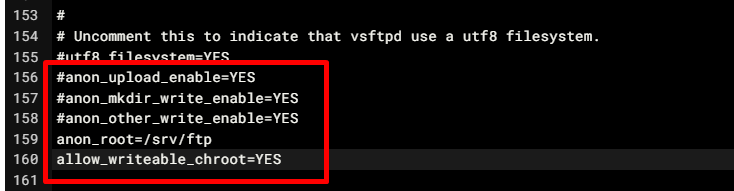 153 #
154 # Uncomment this to indicate that vsftpd use a utf8 filesystem.
155 #utf8_filesystem=YES
156 #anon_upload_enable=YES
157 #anon_mkdir_write_enable=YES
158 #anon_other_write_enable=YES
159 anon_root=/srv/ftp
160 allow_writeable_chroot=YES
161